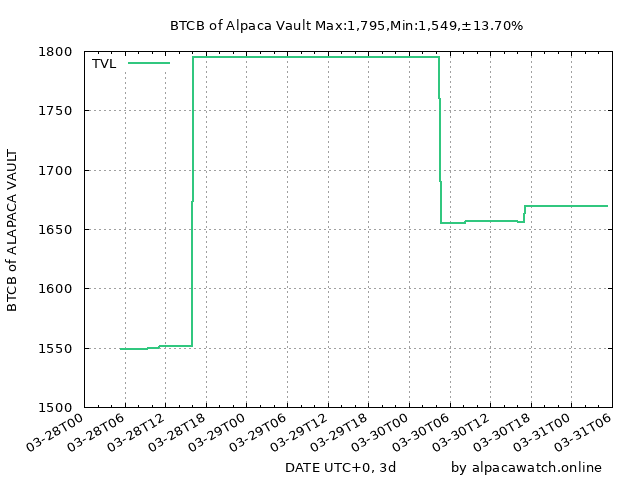 BTCB of Alpaca Vault Max:1,795,Min:1,549,±13.70%
TVL
1800
1750
1700
1650
1600
1550
1500
BTCB of ALAPACA VAULT
03-28T00
03-28T06
03-28T12
03-28T18
03-29T00
03-29T06
03-29T12
03-29T18
03-30T00
03-30T06
03-30T12
03-30T18
03-31T00
03-31T06
DATE UTC+0, 3d
by alpacawatch.online